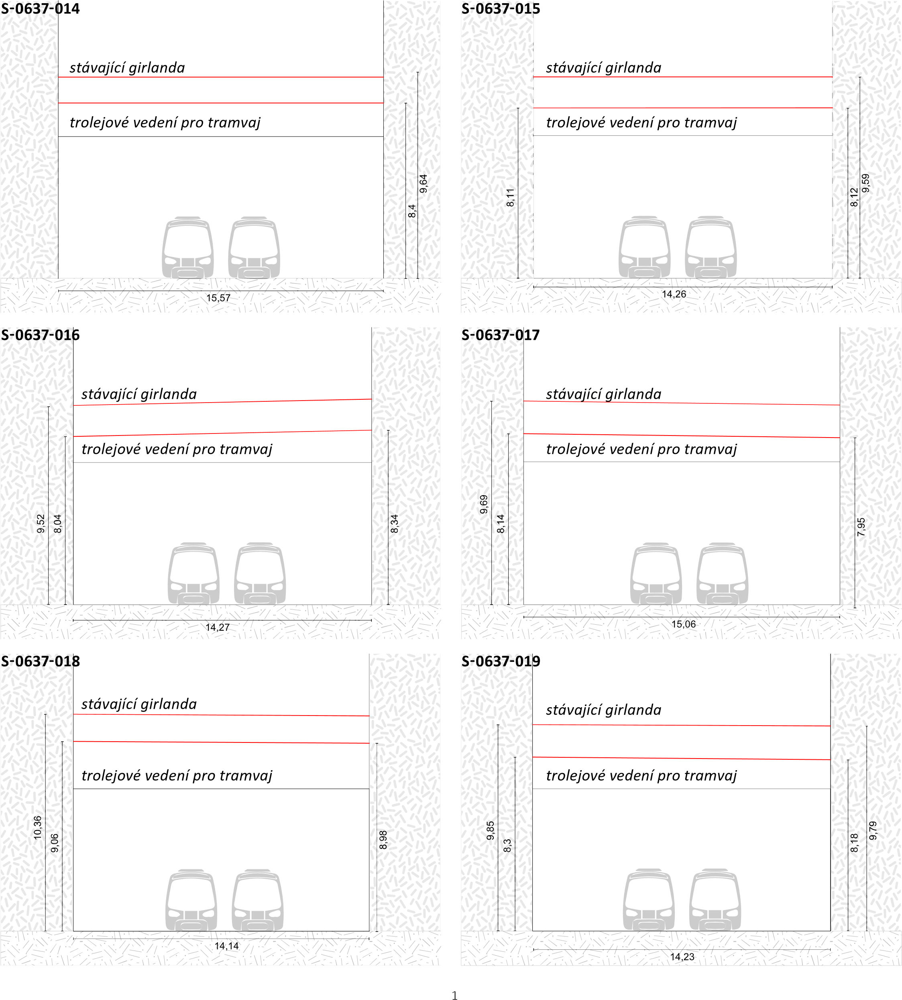 S-0637-014
stávající girlanda
trolejové vedení pro tramvaj
9,64
8,4
15,57
S-0637-015
stávající girlanda
trolejové vedení pro tramvaj
8,11
8,12
9,59
14,26
S-0637-016
stávající girlanda
trolejové vedení pro tramvaj
9,52
8,04
8,34
14,27
S-0637-017
stávající girlanda
trolejové vedení pro tramvaj
9,69
8,14
7,95
15,06
S-0637-018
stávající girlanda
trolejové vedení pro tramvaj
10,36
9,06
8,98
14,14
S-0637-019
stávající girlanda
trolejové vedení pro tramvaj
9,85
8,3
8,18
9,79
14,23
1